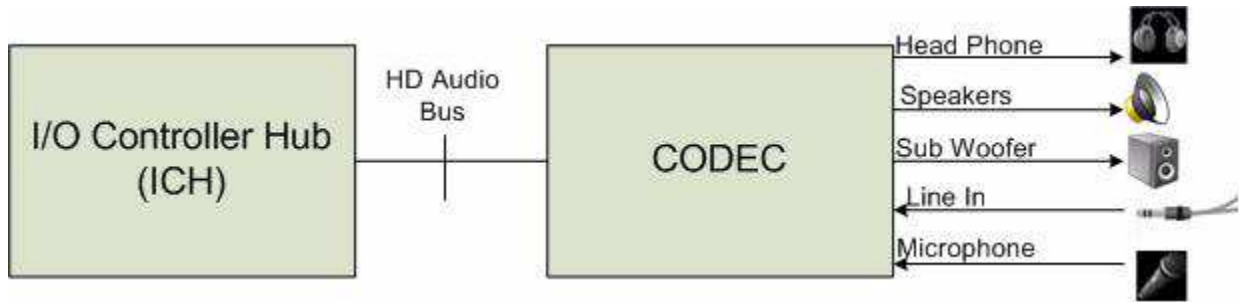 I/O Controller Hub
(ICH)
HD Audio
Bus
CODEC
Head Phone
Speakers
Sub Woofer
Line In
Microphone